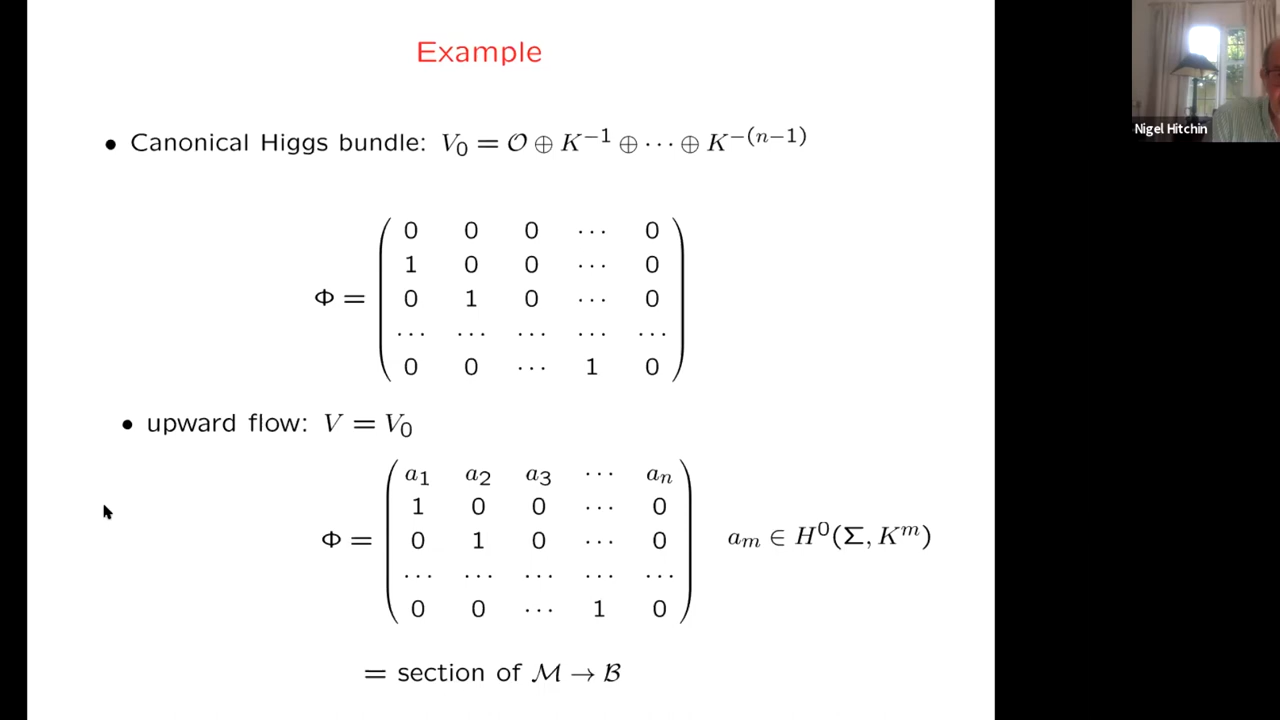 Example
• Canonical Higgs bundle: V₀ = 𝒪 ⊕ K⁻¹ ⊕ ··· ⊕ K⁻⁽ⁿ⁻¹⁾
Nigel Hitchin
0 0 0 ··· 0
1 0 0 ··· 0
Φ = 0 1 0 ··· 0
··· ··· ··· ··· ···
0 0 ··· 1 0
• upward flow: V = V₀
a₁ a₂ a₃ ··· aₙ
1 0 0 ··· 0
Φ = 0 1 0 ··· 0 aₘ ∈ H⁰(Σ, Kᵐ)
··· ··· ··· ··· ···
0 0 ··· 1 0
= section of ℳ → ℬ